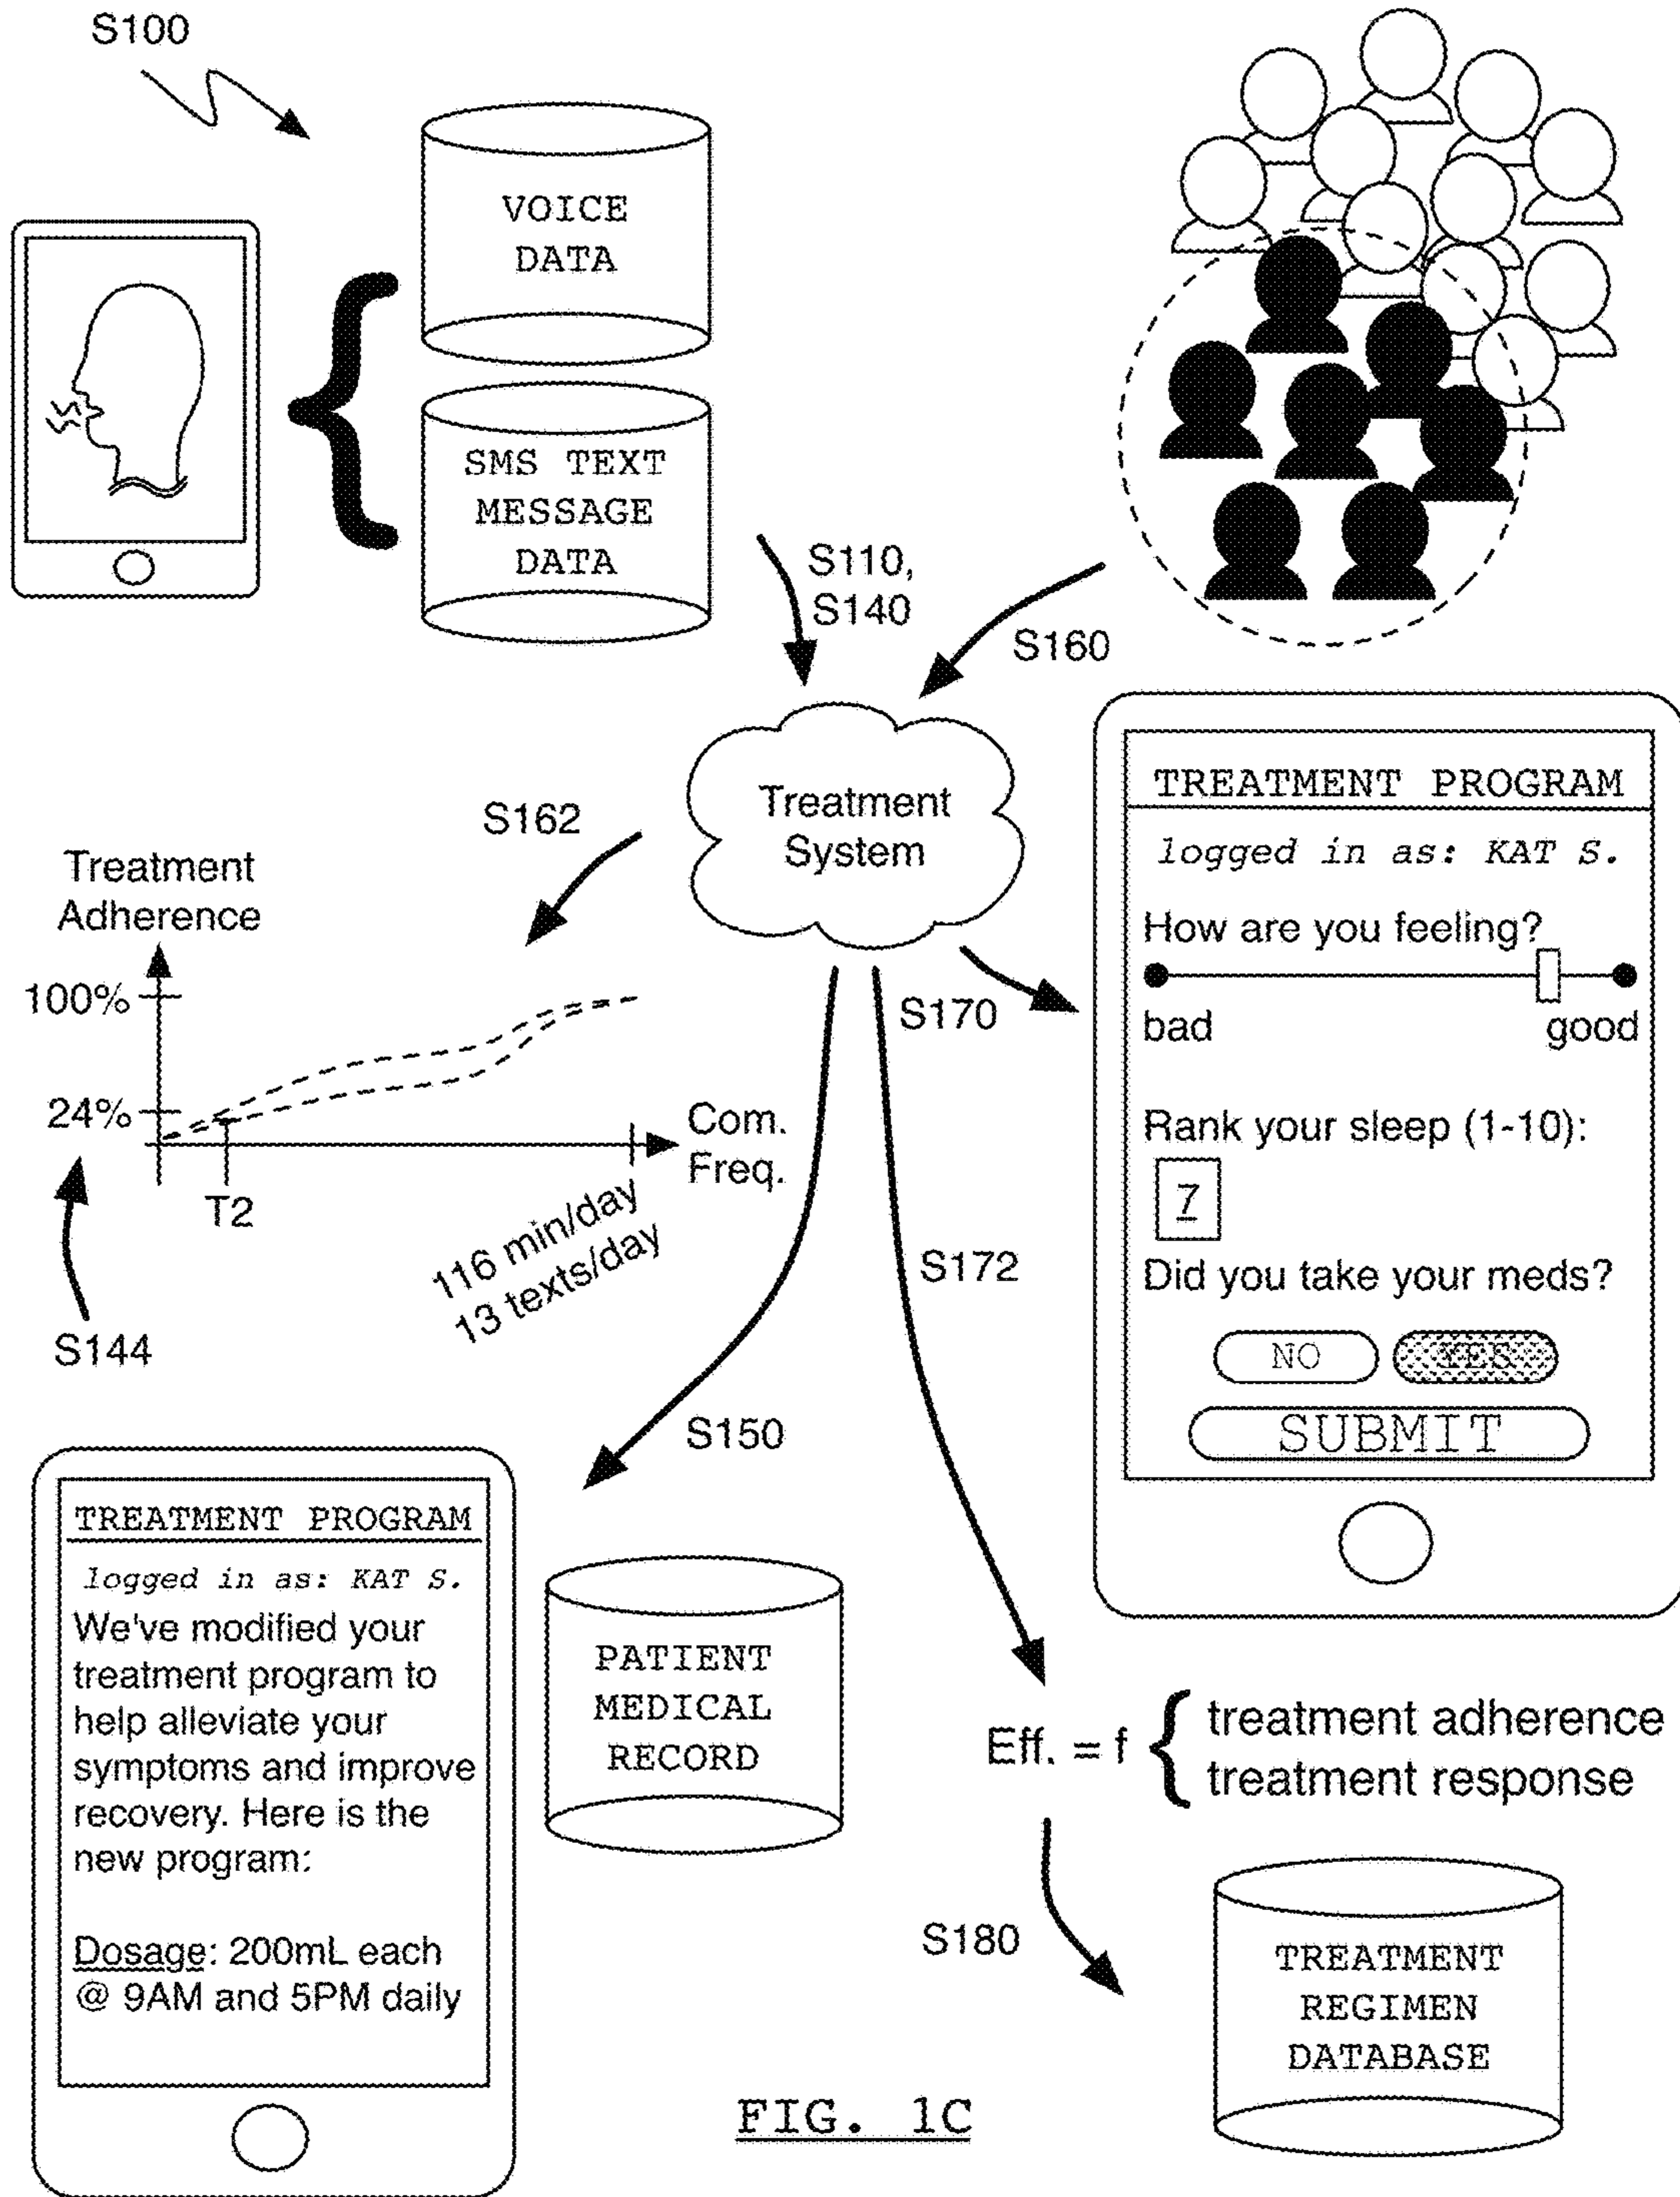 S100
VOICE
DATA
SMS TEXT
MESSAGE
DATA
S110,
S140
S160
Treatment
System
S162
Treatment
Adherence
100%
24%
T2
Com.
Freq.
116 min/day
13 texts/day
S144
S170
S172
S150
TREATMENT PROGRAM
logged in as: KAT S.
How are you feeling?
bad good
Rank your sleep (1-10):
7
Did you take your meds?
NO YES
SUBMIT
TREATMENT PROGRAM
logged in as: KAT S.
We've modified your
treatment program to
help alleviate your
symptoms and improve
recovery. Here is the
new program:
Dosage: 200mL each
@ 9AM and 5PM daily
PATIENT
MEDICAL
RECORD
Eff. = f { treatment adherence
treatment response
S180
TREATMENT
REGIMEN
DATABASE
FIG. 1C